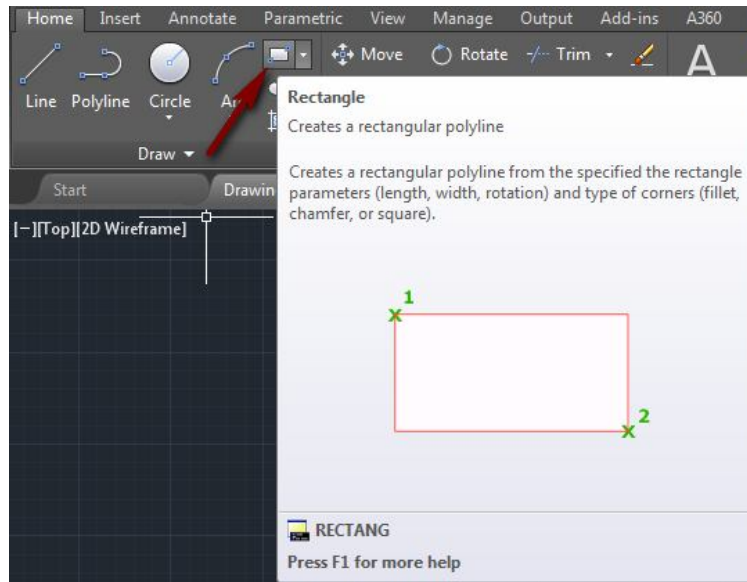 Home Insert Annotate Parametric View Manage Output Add-ins A360
Move Rotate Trim
Line Polyline Circle
A
Draw
Rectangle
Creates a rectangular polyline
Creates a rectangular polyline from the specified the rectangle
parameters (length, width, rotation) and type of corners (fillet,
chamfer, or square).
Start
[−][Top][2D Wireframe]
1
2
RECTANG
Press F1 for more help